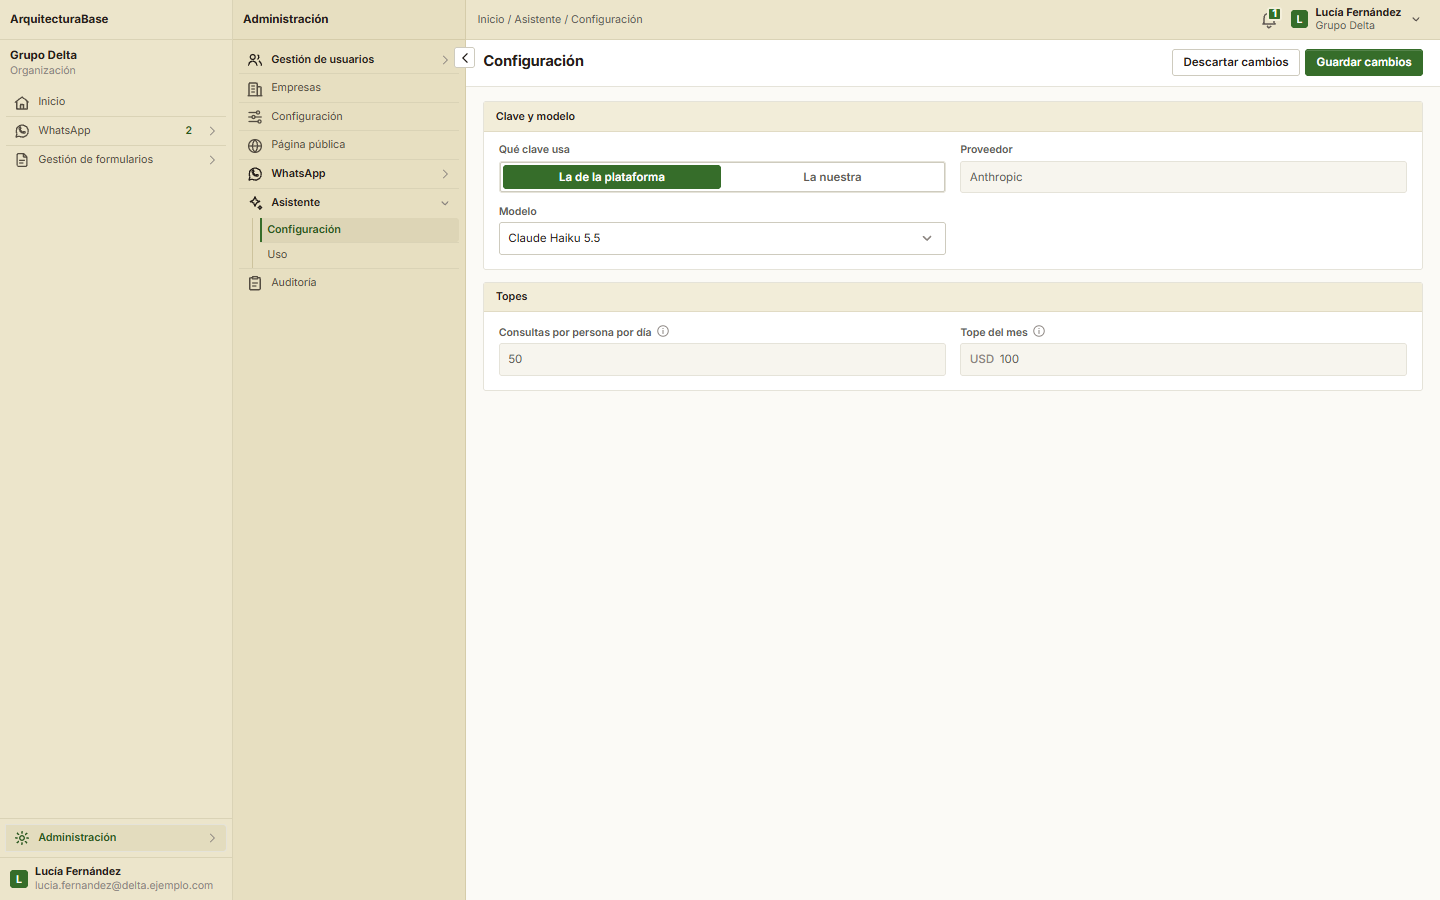 ArquitecturaBase
Grupo Delta
Organización
Inicio
WhatsApp 2
Gestión de formularios
Administración
Lucía Fernández
lucia.fernandez@delta.ejemplo.com
L
Administración
Gestión de usuarios
Empresas
Configuración
Página pública
WhatsApp
Asistente
Configuración
Uso
Auditoría
Inicio / Asistente / Configuración
1
L
Lucía Fernández
Grupo Delta
Configuración
Descartar cambios
Guardar cambios
Clave y modelo
Qué clave usa
La de la plataforma
La nuestra
Proveedor
Anthropic
Modelo
Claude Haiku 5.5
Topes
Consultas por persona por día
50
Tope del mes
USD 100